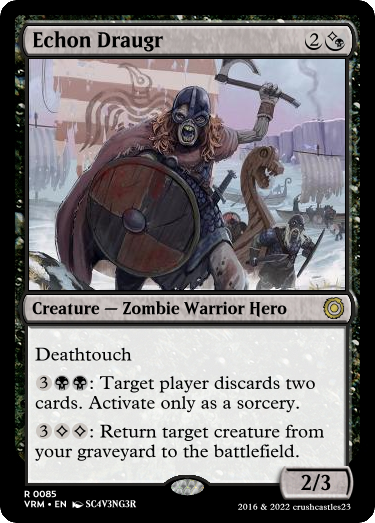 Echon Draugr 2
Creature — Zombie Warrior Hero
Deathtouch
3: Target player discards two
cards. Activate only as a sorcery.
3: Return target creature from
your graveyard to the battlefield.
2/3
R 0085
VRM • EN SC4V3NG3R
2016 & 2022 crushcastles23